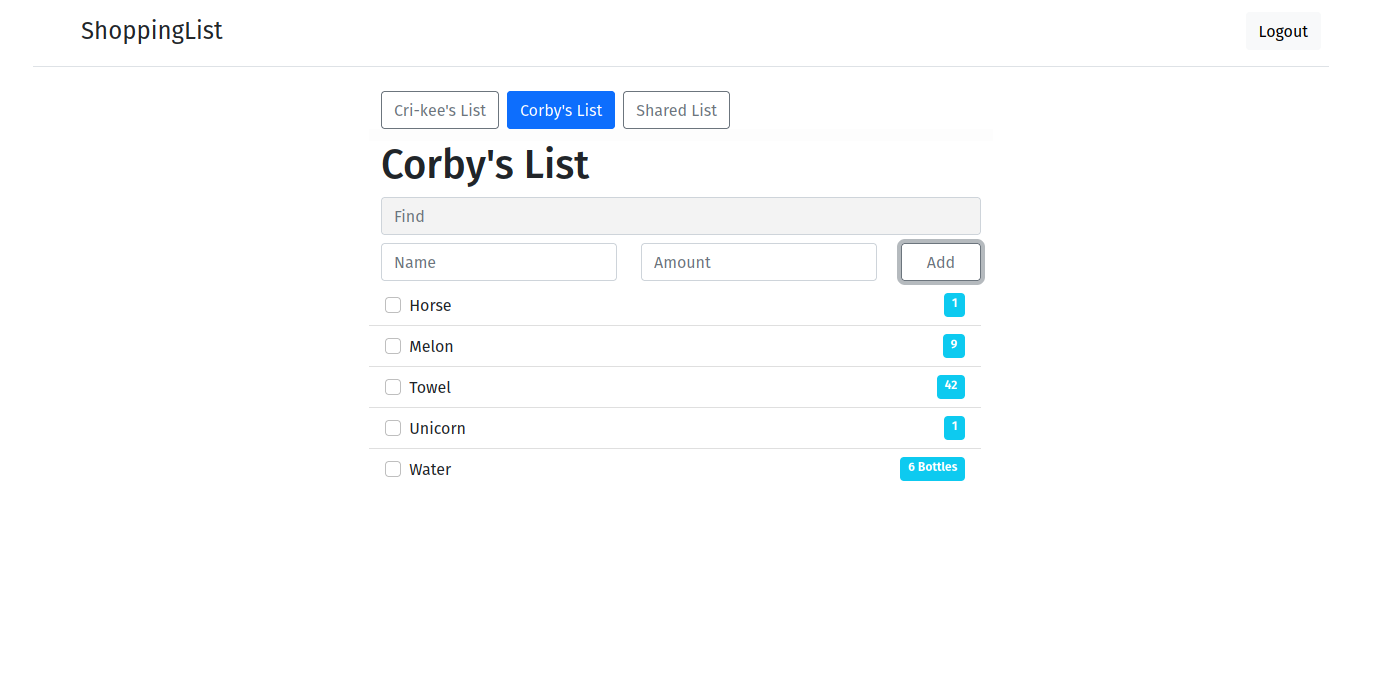 ShoppingList Logout
Cri-kee's List Corby's List Shared List
Corby's List
Find
Name Amount Add
Horse 1
Melon 9
Towel 42
Unicorn 1
Water 6 Bottles